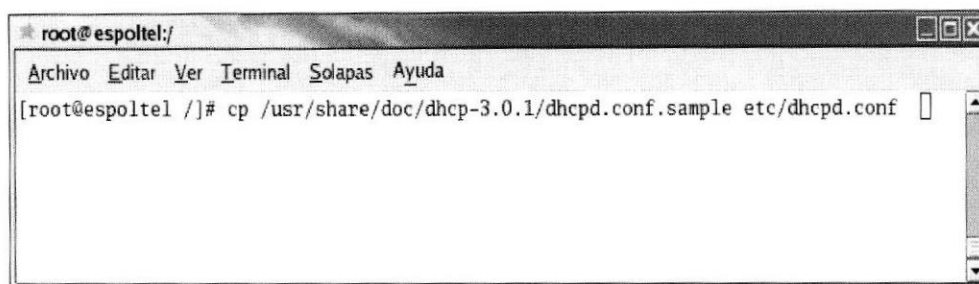 root@espoltel:/
Archivo Editar Ver Terminal Solapas Ayuda
[root@espoltel /]# cp /usr/share/doc/dhcp-3.0.1/dhcpd.conf.sample etc/dhcpd.conf